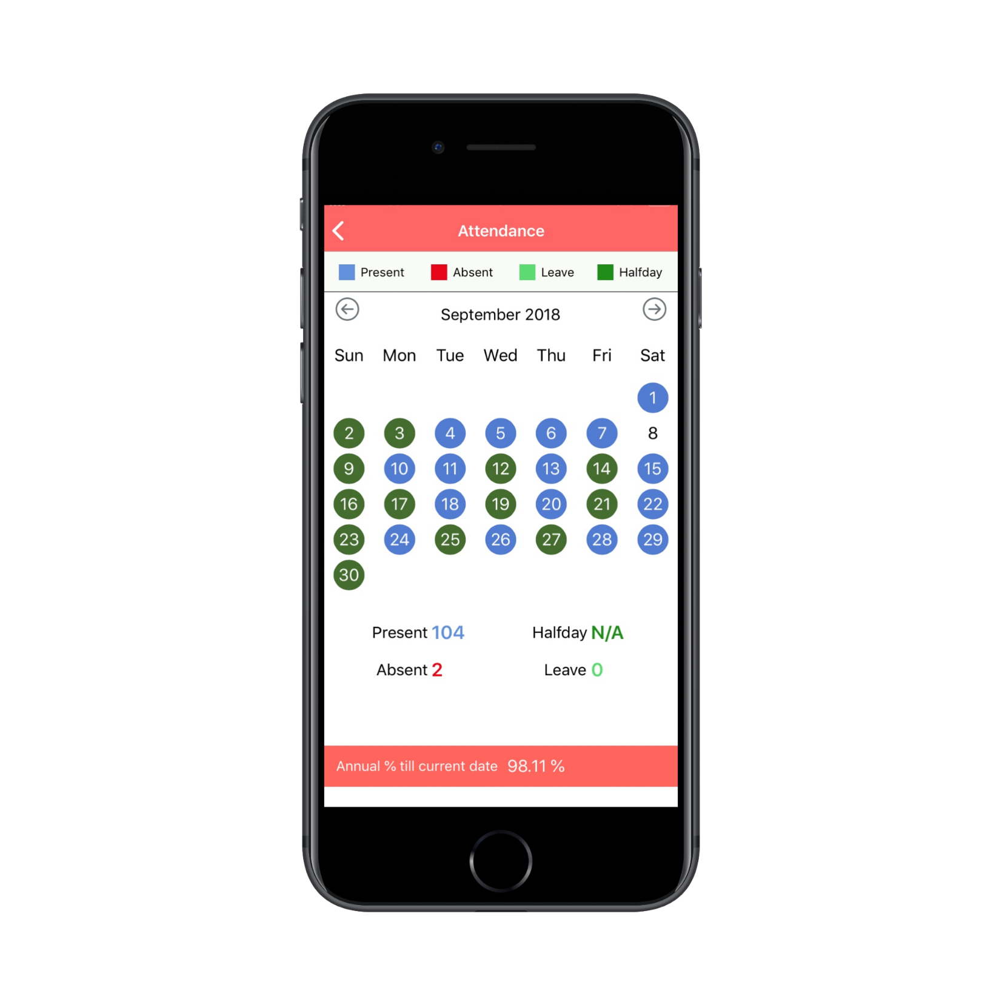 Attendance
Present Absent Leave Halfday
September 2018
Sun Mon Tue Wed Thu Fri Sat
1
2 3 4 5 6 7 8
9 10 11 12 13 14 15
16 17 18 19 20 21 22
23 24 25 26 27 28 29
30
Present 104 Halfday N/A
Absent 2 Leave 0
Annual % till current date 98.11 %